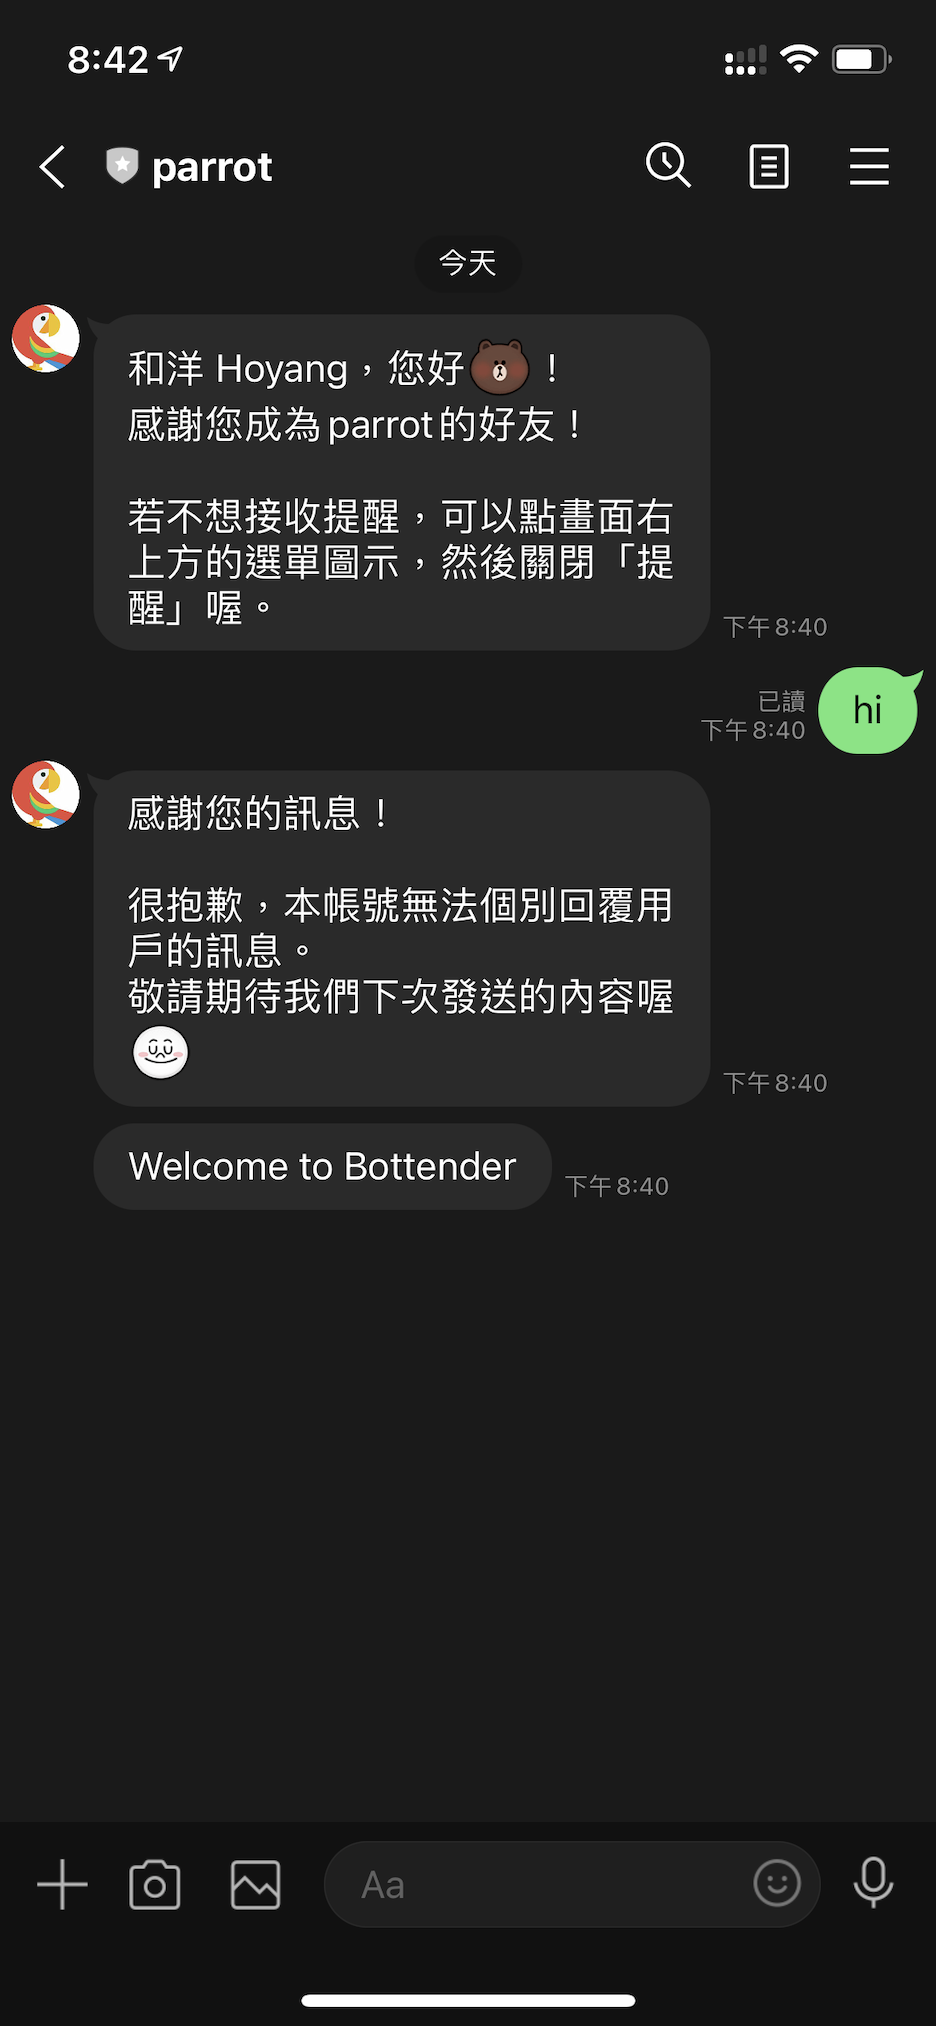 8:42
parrot
今天
和洋 Hoyang，您好！
感謝您成為parrot的好友！
若不想接收提醒，可以點畫面右
上方的選單圖示，然後關閉「提
醒」喔。
下午8:40
已讀
下午8:40
hi
感謝您的訊息！
很抱歉，本帳號無法個別回覆用
戶的訊息。
敬請期待我們下次發送的內容喔
下午8:40
Welcome to Bottender
下午8:40
Aa